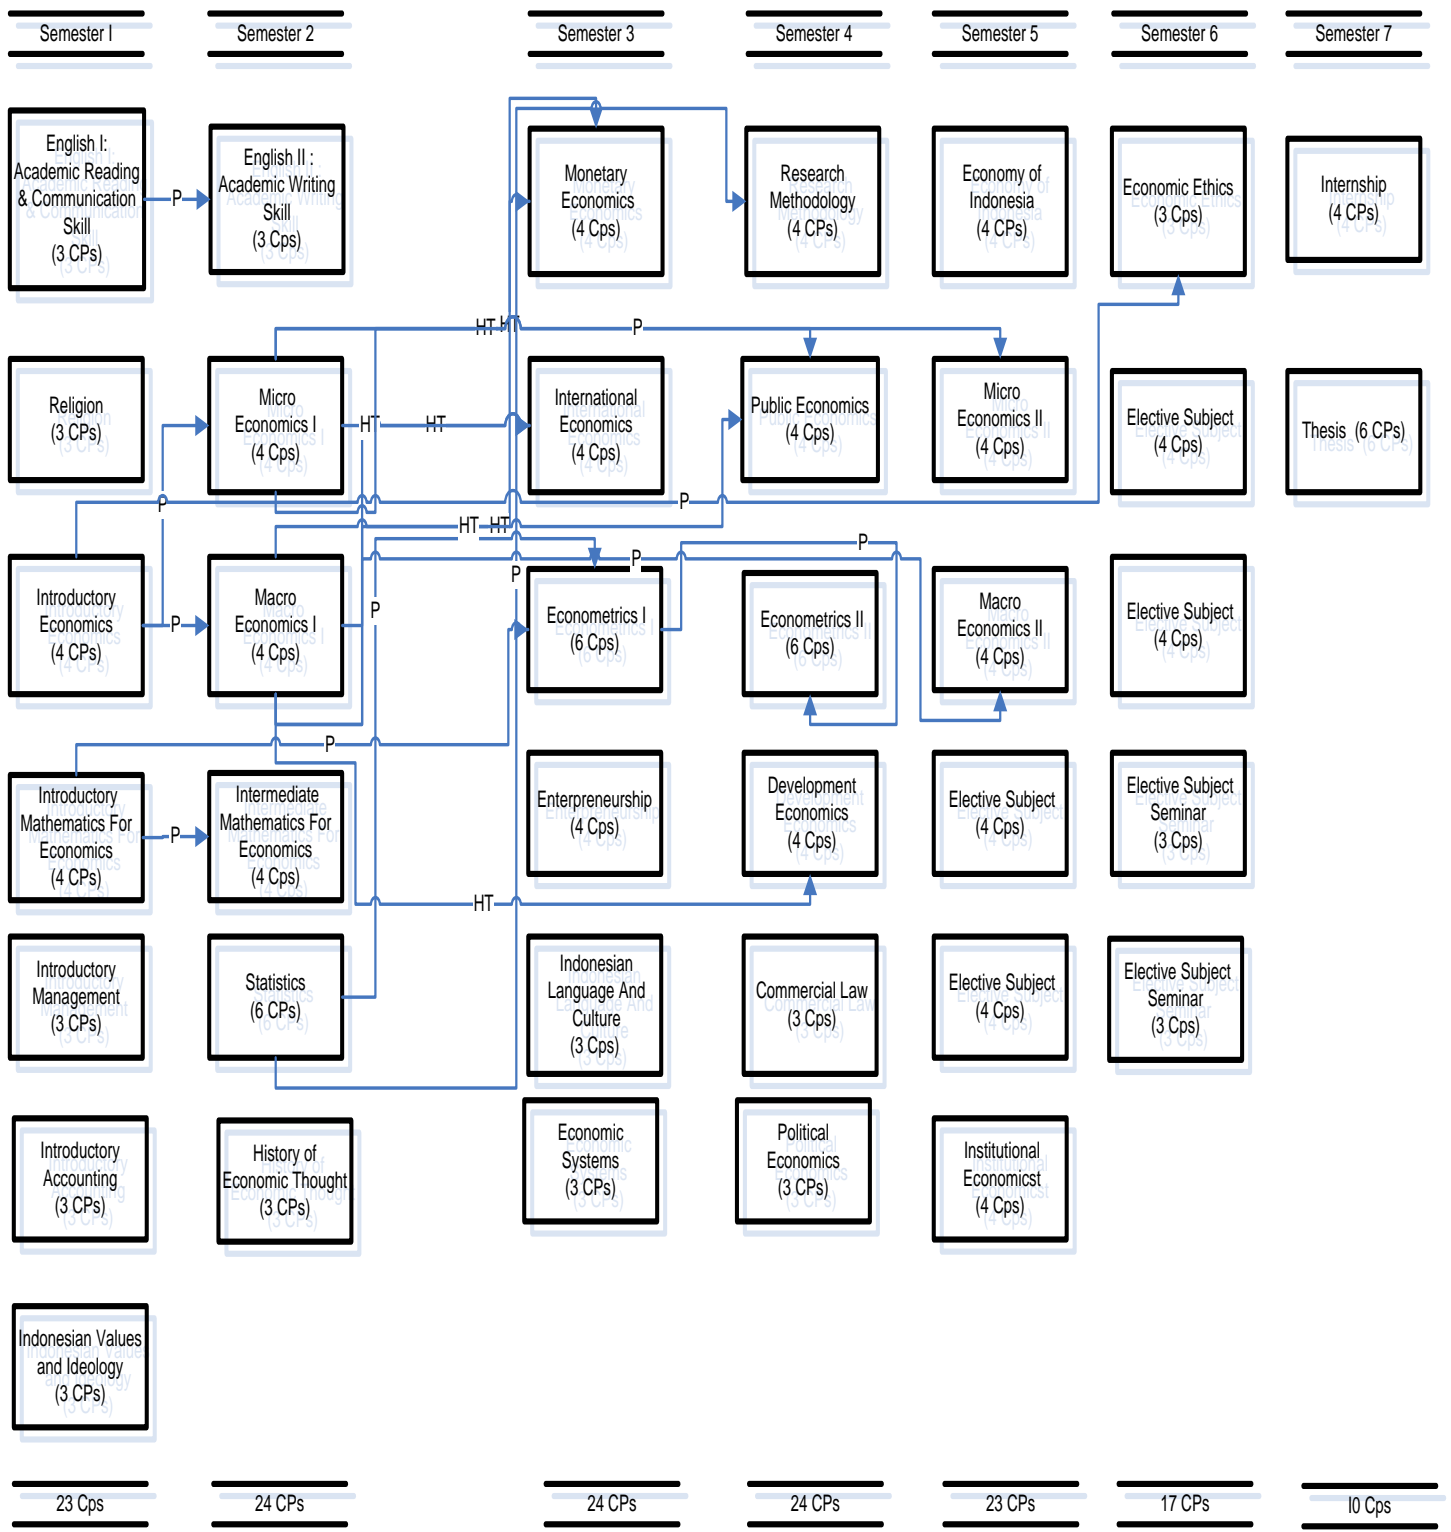 Semester I
Semester 2
Semester 3
Semester 4
Semester 5
Semester 6
Semester 7
English I:
Academic Reading
& Communication
Skill
(3 CPs)
P
English II :
Academic Writing
Skill
(3 Cps)
Monetary
Economics
(4 Cps)
Research
Methodology
(4 CPs)
Economy of
Indonesia
(4 CPs)
Economic Ethics
(3 Cps)
Internship
(4 CPs)
HT
HT
P
Religion
(3 CPs)
Micro
Economics I
(4 Cps)
HT
HT
International
Economics
(4 Cps)
Public Economics
(4 Cps)
Micro
Economics II
(4 Cps)
Elective Subject
(4 Cps)
Thesis (6 CPs)
P
P
HT
HT
P
P
P
P
Introductory
Economics
(4 CPs)
P
Macro
Economics I
(4 Cps)
Econometrics I
(6 Cps)
Econometrics II
(6 Cps)
Macro
Economics II
(4 Cps)
Elective Subject
(4 Cps)
P
Introductory
Mathematics For
Economics
(4 CPs)
P
Intermediate
Mathematics For
Economics
(4 CPs)
Enterpreneurship
(4 Cps)
Development
Economics
(4 Cps)
Elective Subject
(4 Cps)
Elective Subject
Seminar
(3 Cps)
HT
Introductory
Management
(3 CPs)
Statistics
(6 CPs)
Indonesian
Language And
Culture
(3 Cps)
Commercial Law
(3 Cps)
Elective Subject
(4 Cps)
Elective Subject
Seminar
(3 Cps)
Introductory
Accounting
(3 CPs)
History of
Economic Thought
(3 CPs)
Economic
Systems
(3 CPs)
Political
Economics
(3 CPs)
Institutional
Economicst
(4 Cps)
Indonesian Values
and Ideology
(3 CPs)
23 Cps
24 CPs
24 CPs
24 CPs
23 CPs
17 CPs
I0 Cps